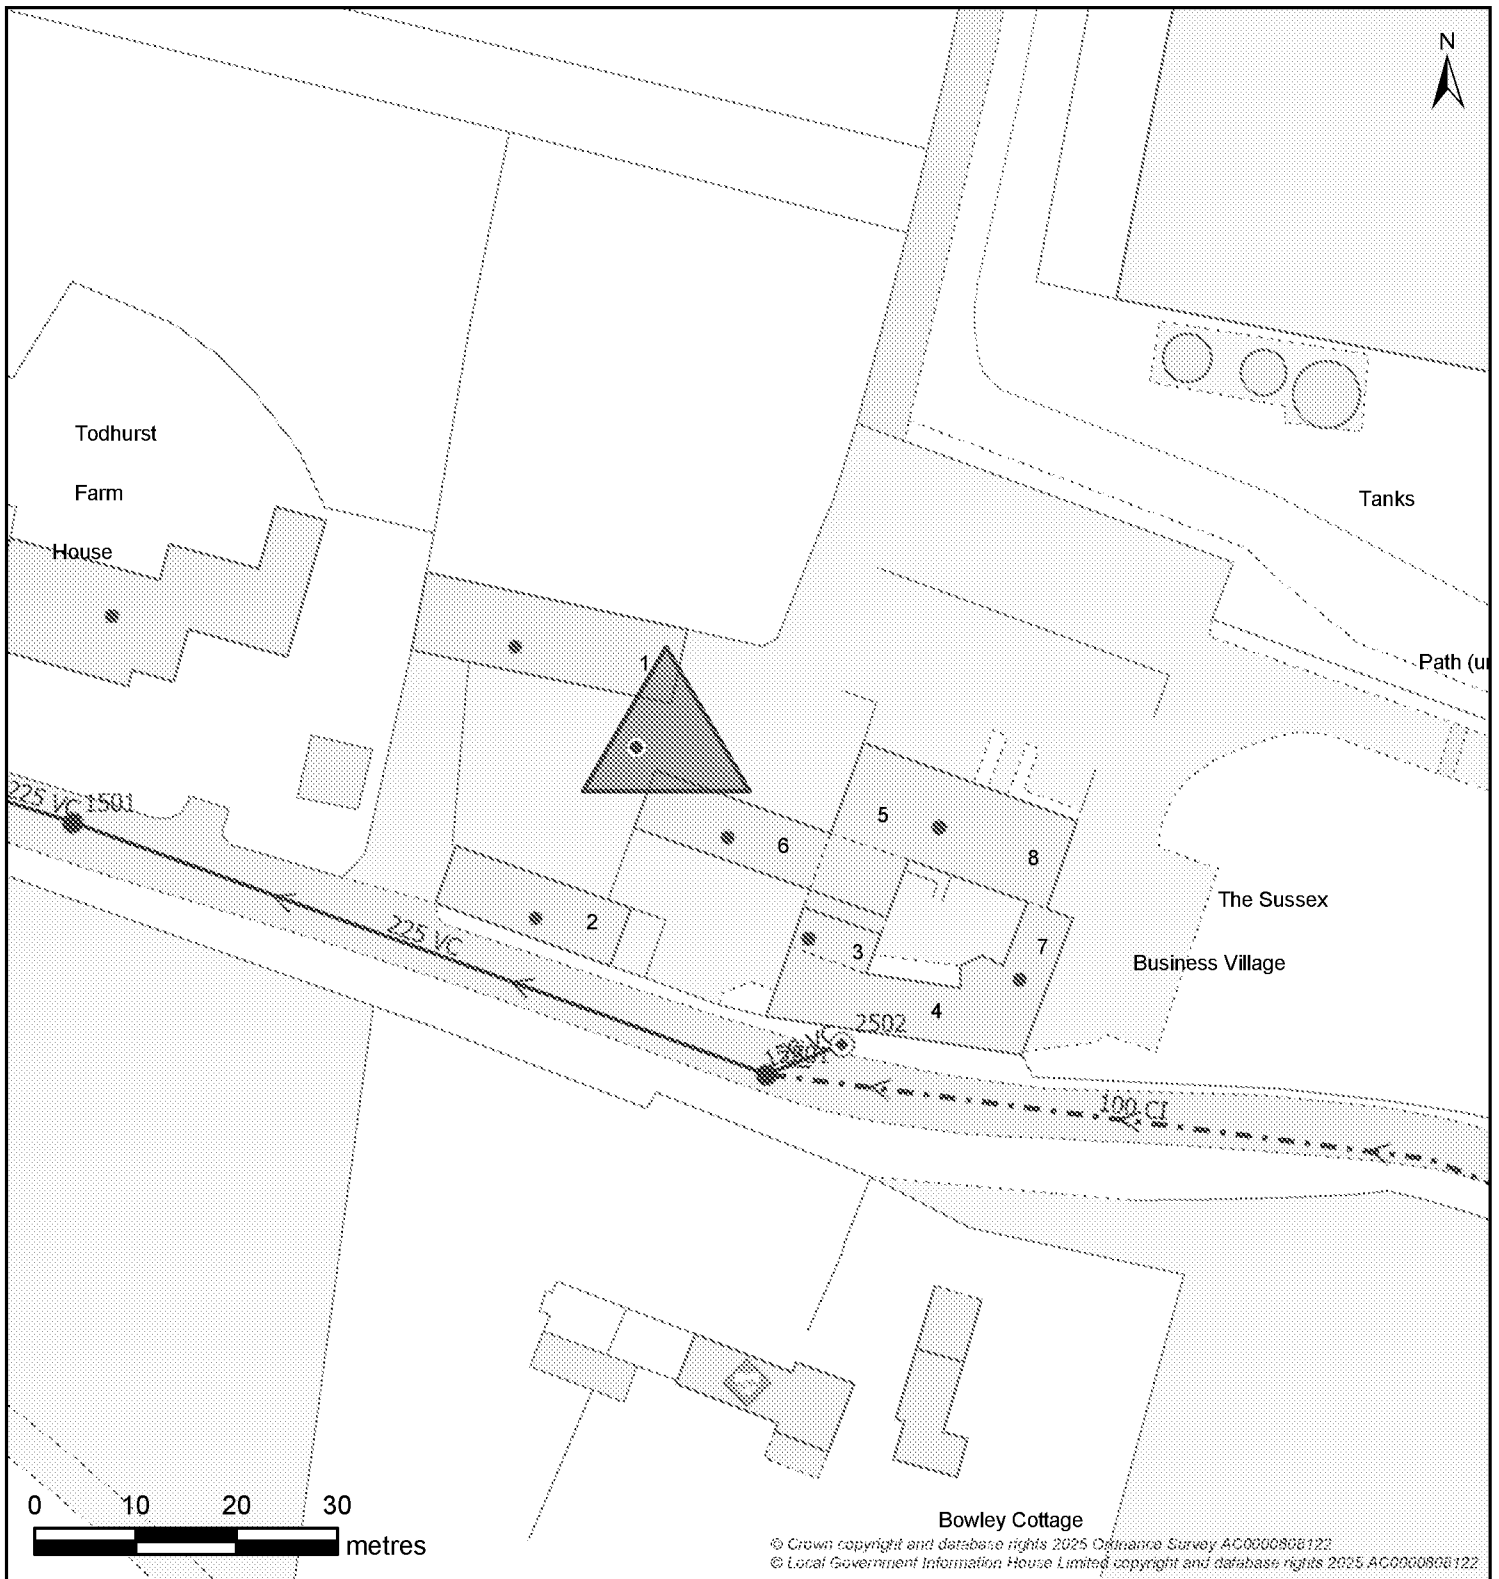 N
Todhurst
Farm
House
Tanks
1
Path (ur
225 VC 1501
5
6
8
The Sussex
2
225 VC
3
7
Business Village
4
2502
100 CI
0 10 20 30
metres
Bowley Cottage
© Crown copyright and database rights 2025 Ordnance Survey AC0000808122
© Local Government Information House Limited copyright and database rights 2025 AC0000808122